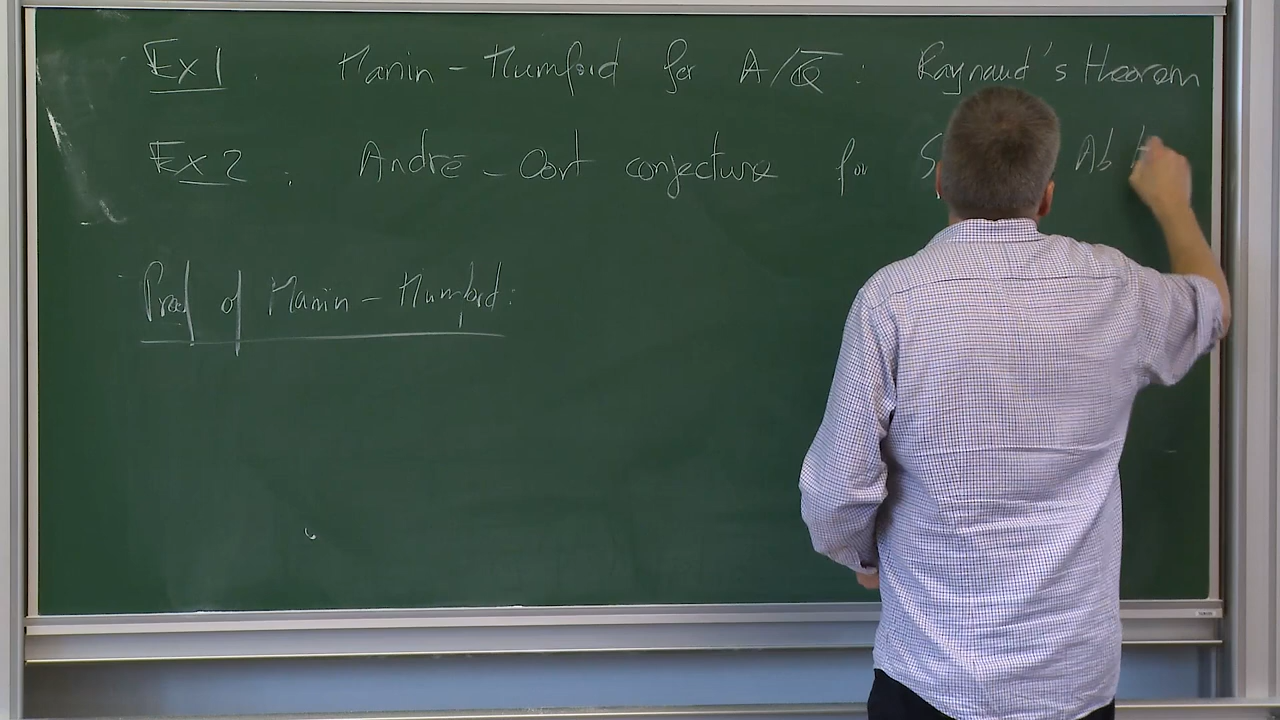 Ex 1. Manin - Mumford for A/Q̅ : Raynaud's theorem
Ex 2. André - Oort conjecture for S Ab
Proof of Manin - Mumford: